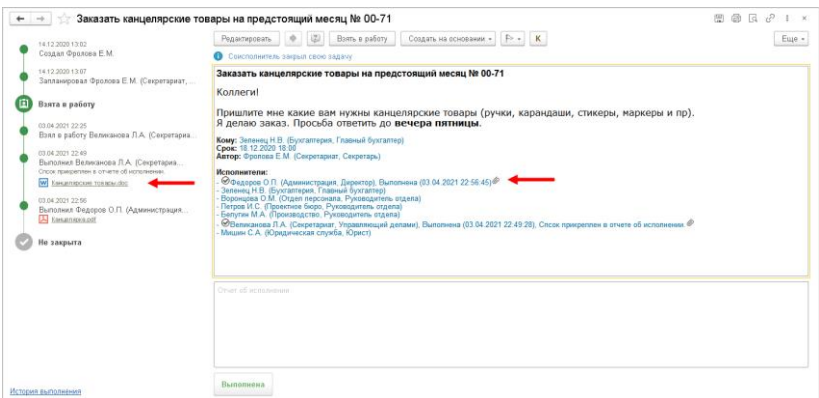 Заказать канцелярские товары на предстоящий месяц № 00-71
Редактировать
Взять в работу
Создать на основании
К
Еще
14.12.2020 13:02
Создал Фролова Е.М.
14.12.2020 13:07
Запланировал Фролова Е.М. (Секретариат, ...
Взята в работу
03.04.2021 22:25
Взял в работу Великанова Л.А. (Секретариа...
03.04.2021 22:49
Выполнил Великанова Л.А. (Секретариа...
Спсок прикреплен в отчете об исполнении.
Канцелярские товары.doc
03.04.2021 22:56
Выполнил Федоров О.П. (Администрация, ...
Канцелярка.pdf
Не закрыта
История выполнения
Соисполнитель закрыл свою задачу
Заказать канцелярские товары на предстоящий месяц № 00-71
Коллеги!
Пришлите мне какие вам нужны канцелярские товары (ручки, карандаши, стикеры, маркеры и пр).
Я делаю заказ. Просьба ответить до вечера пятницы.
Кому: Зеленец Н.В. (Бухгалтерия, Главный бухгалтер)
Срок: 18.12.2020 18:00
Автор: Фролова Е.М. (Секретариат, Секретарь)
Исполнители:
- Федоров О.П. (Администрация, Директор), Выполнена (03.04.2021 22:56:45)
- Зеленец Н.В. (Бухгалтерия, Главный бухгалтер)
- Воронцова О.М. (Отдел персонала, Руководитель отдела)
- Петров И.С. (Проектное бюро, Руководитель отдела)
- Белугин М.А. (Производство, Руководитель отдела)
- Великанова Л.А. (Секретариат, Управляющий делами), Выполнена (03.04.2021 22:49:28), Спсок прикреплен в отчете об исполнении.
- Мишин С.А. (Юридическая служба, Юрист)
Отчет об исполнении
Выполнена